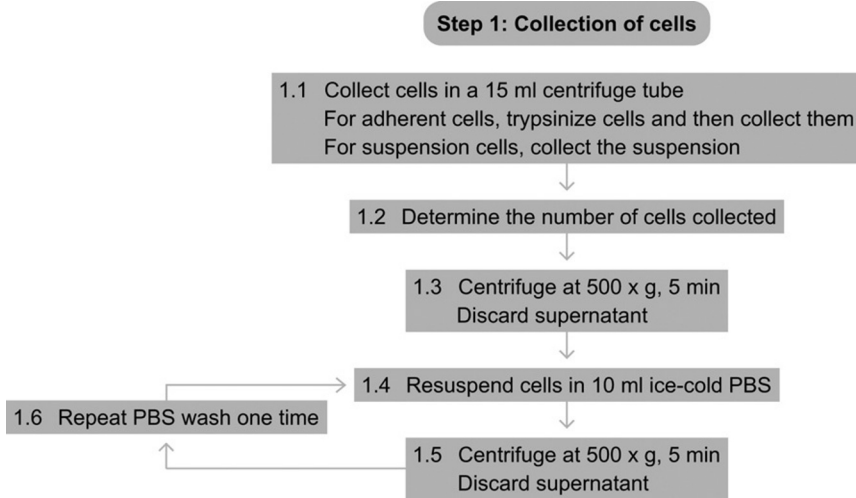 Step 1: Collection of cells
1.1 Collect cells in a 15 ml centrifuge tube
For adherent cells, trypsinize cells and then collect them
For suspension cells, collect the suspension
1.2 Determine the number of cells collected
1.3 Centrifuge at 500 x g, 5 min
Discard supernatant
1.4 Resuspend cells in 10 ml ice-cold PBS
1.5 Centrifuge at 500 x g, 5 min
Discard supernatant
1.6 Repeat PBS wash one time